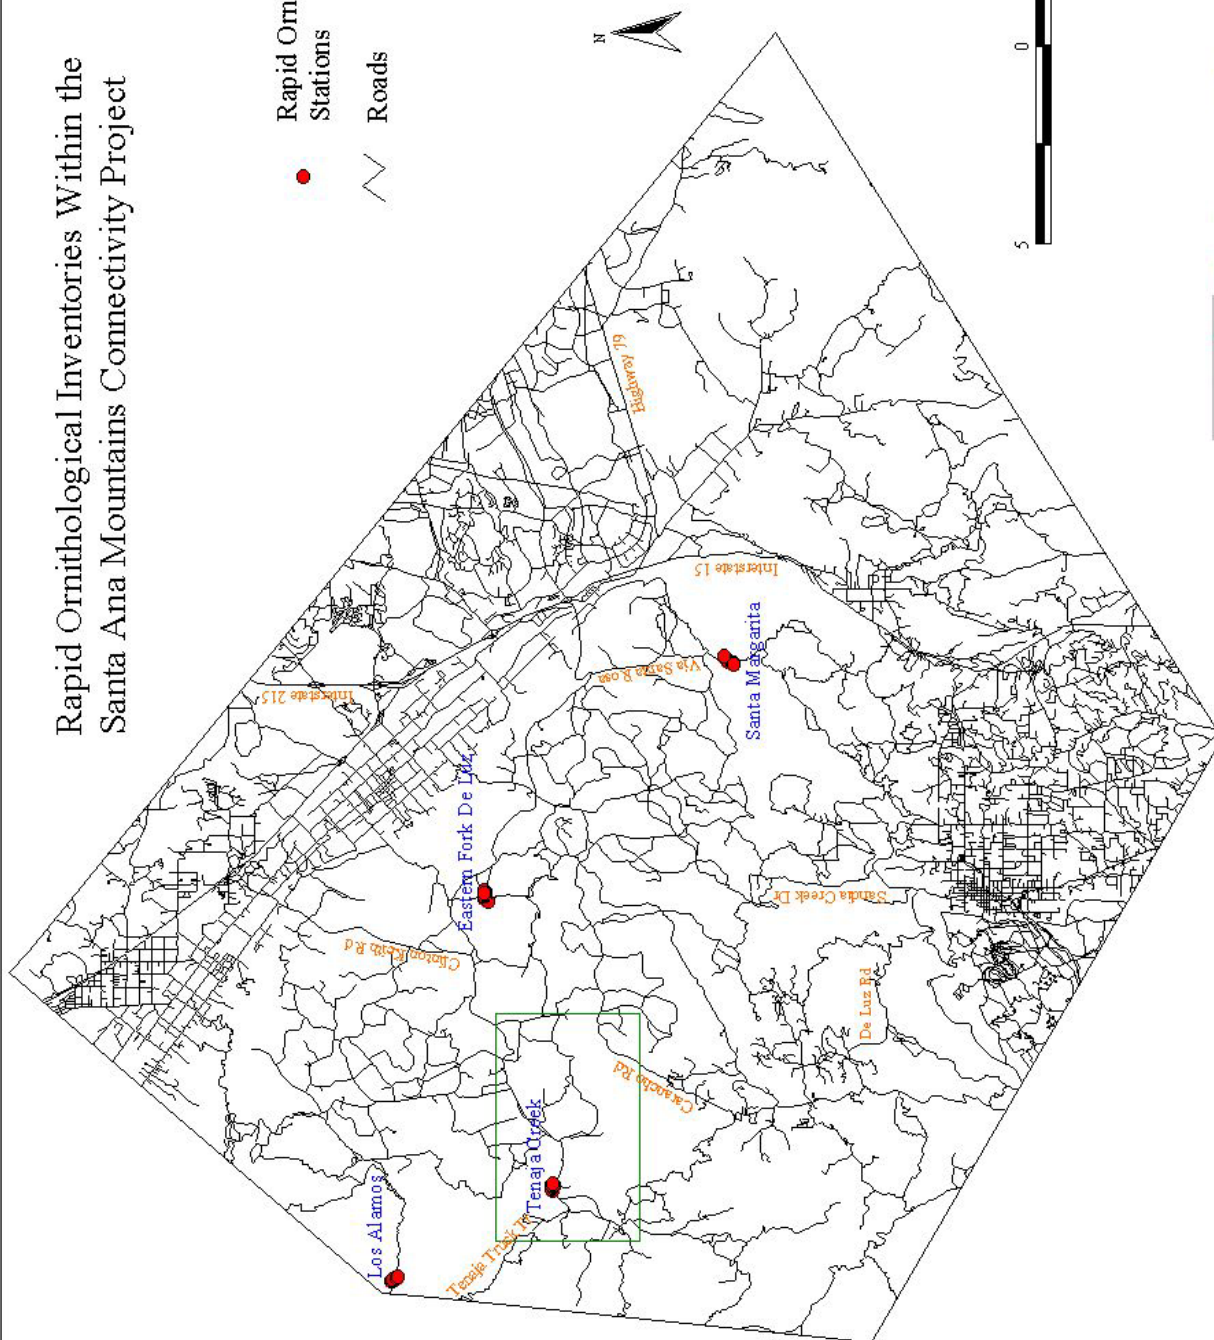 Rapid Ornithological Inventories Within the
Santa Ana Mountains Connectivity Project
Rapid Orn
Stations
Roads
N
5
0
Highway 79
Interstate 15
Interstate 215
Via Santa Rosa
Santa Margarita
Eastern Fork De Luz
Clinton Keith Rd
Sandia Creek Dr
De Luz Rd
Carancho Rd
Tenaja Creek
Tenaja Truck Tr
Los Alamos